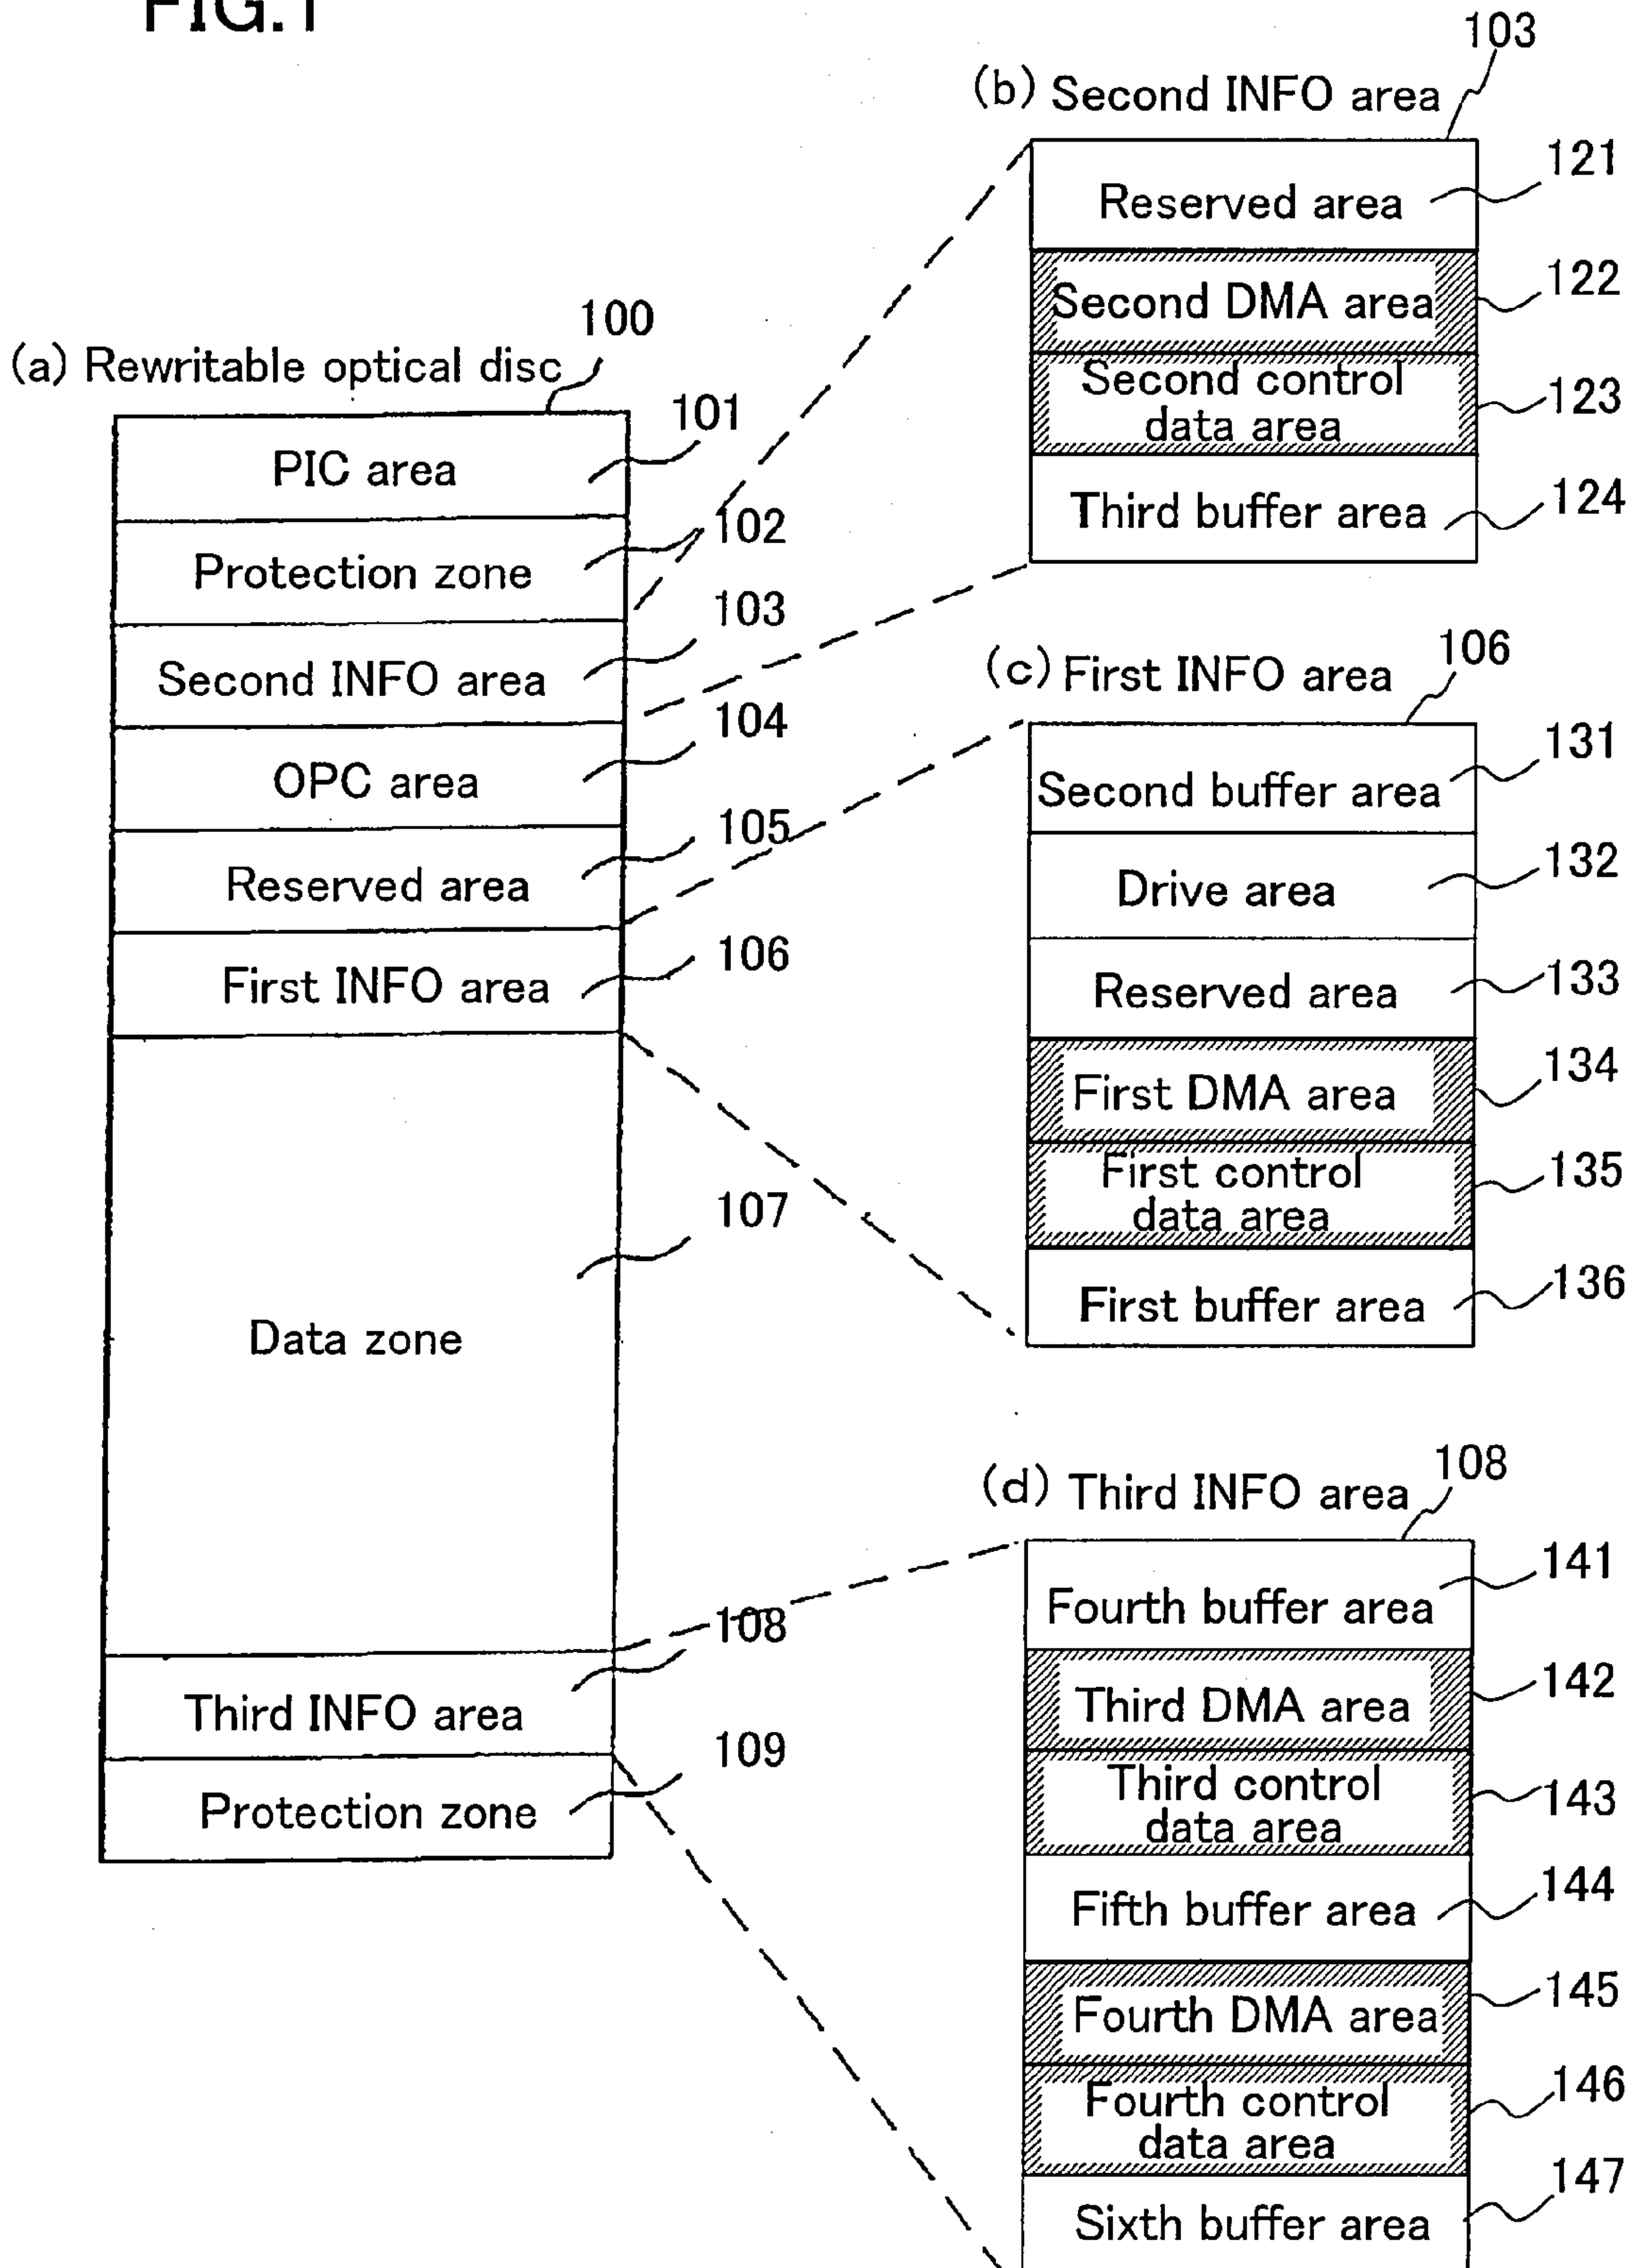 FIG.1
(a) Rewritable optical disc
100
PIC area
101
Protection zone
102
Second INFO area
103
OPC area
104
Reserved area
105
First INFO area
106
Data zone
107
Third INFO area
108
Protection zone
109
(b) Second INFO area
103
Reserved area
121
Second DMA area
122
Second control
data area
123
Third buffer area
124
(c) First INFO area
106
Second buffer area
131
Drive area
132
Reserved area
133
First DMA area
134
First control
data area
135
First buffer area
136
(d) Third INFO area
108
Fourth buffer area
141
Third DMA area
142
Third control
data area
143
Fifth buffer area
144
Fourth DMA area
145
Fourth control
data area
146
Sixth buffer area
147